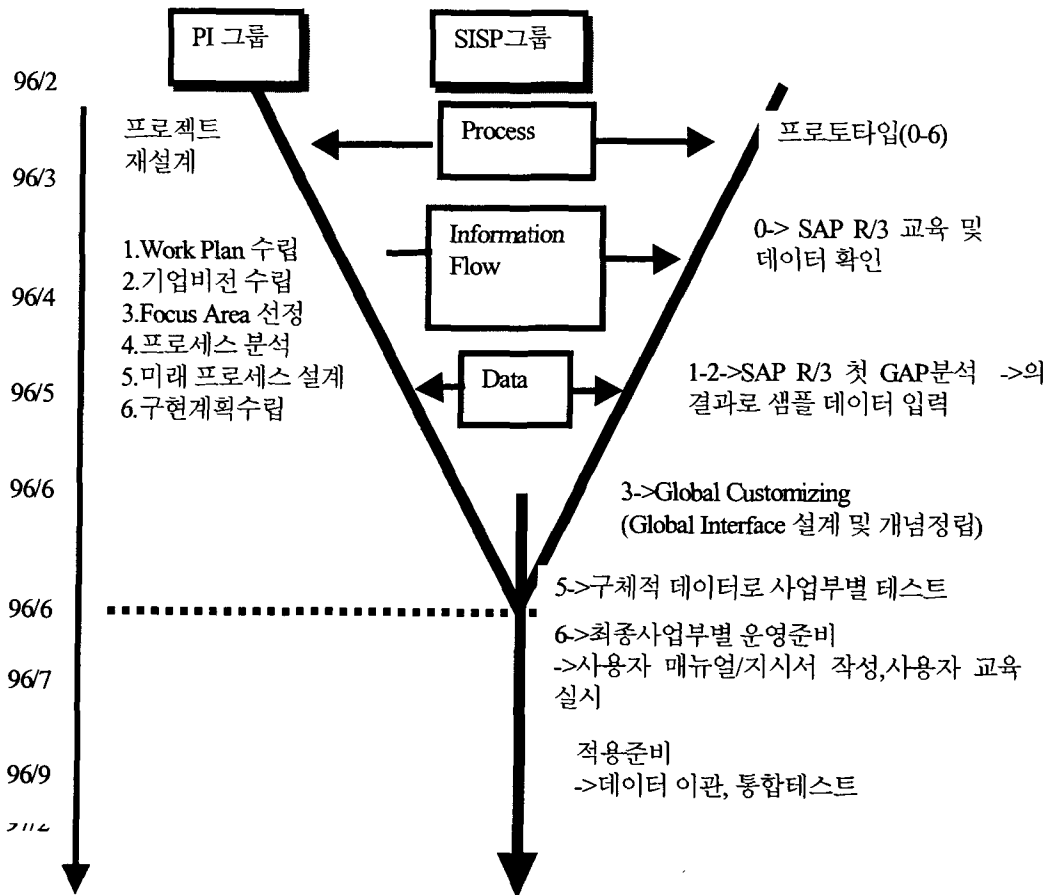 PI 그룹
SISP그룹
96/2
프로젝트
재설계
Process
프로토타입(0-6)
96/3
1.Work Plan 수립
2.기업비전 수립
3.Focus Area 선정
4.프로세스 분석
5.미래 프로세스 설계
6.구현계획수립
Information
Flow
0-> SAP R/3 교육 및
데이터 확인
96/4
96/5
Data
1-2->SAP R/3 첫 GAP분석 ->의
결과로 샘플 데이터 입력
96/6
3->Global Customizing
(Global Interface 설계 및 개념정립)
96/6
5->구체적 데이터로 사업부별 테스트
6->최종사업부별 운영준비
->사용자 매뉴얼/지시서 작성,사용자 교육
실시
96/7
적용준비
->데이터 이관, 통합테스트
96/9